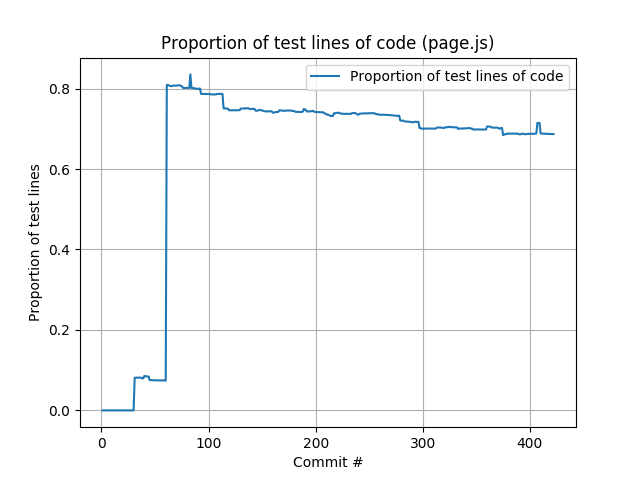 Proportion of test lines of code (page.js)
Proportion of test lines of code
Proportion of test lines
0.8
0.6
0.4
0.2
0.0
0
100
200
300
400
Commit #